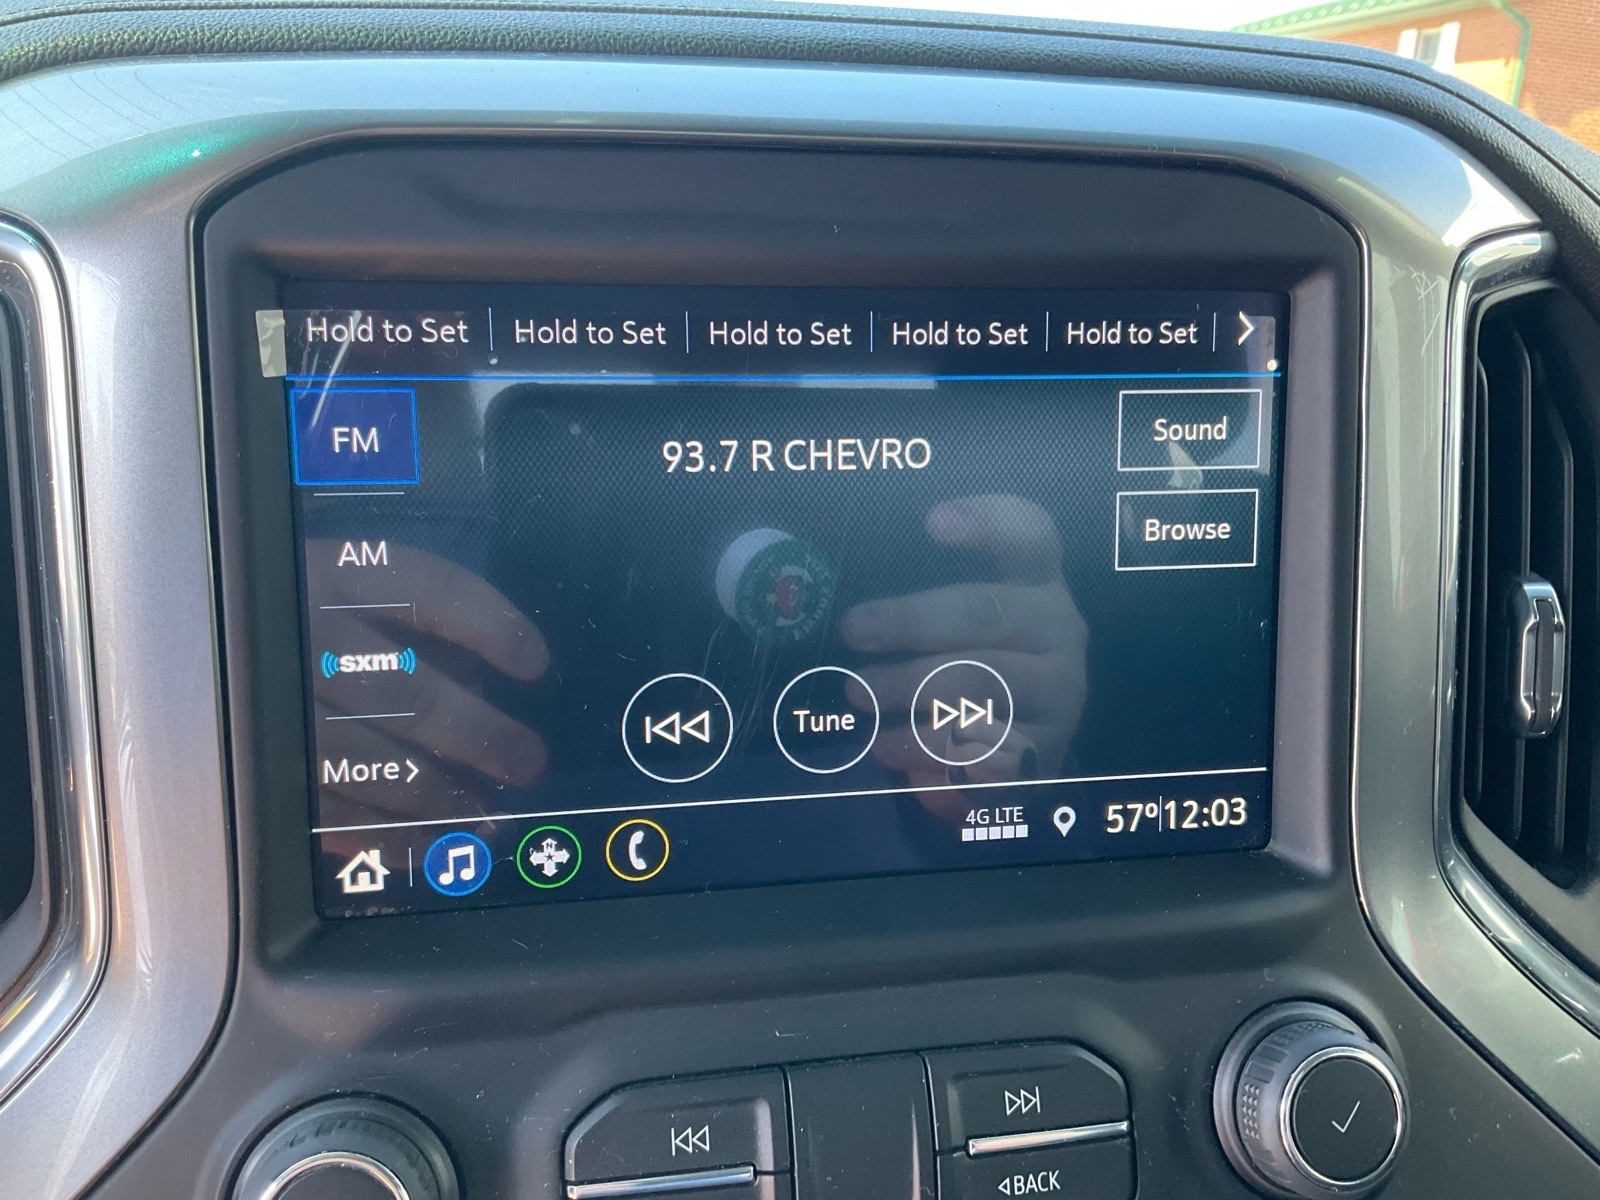 Hold to Set Hold to Set Hold to Set Hold to Set Hold to Set
FM
93.7 R CHEVRO
Sound
Browse
AM
sxm
Tune
More
4G LTE
57°
12:03
BACK